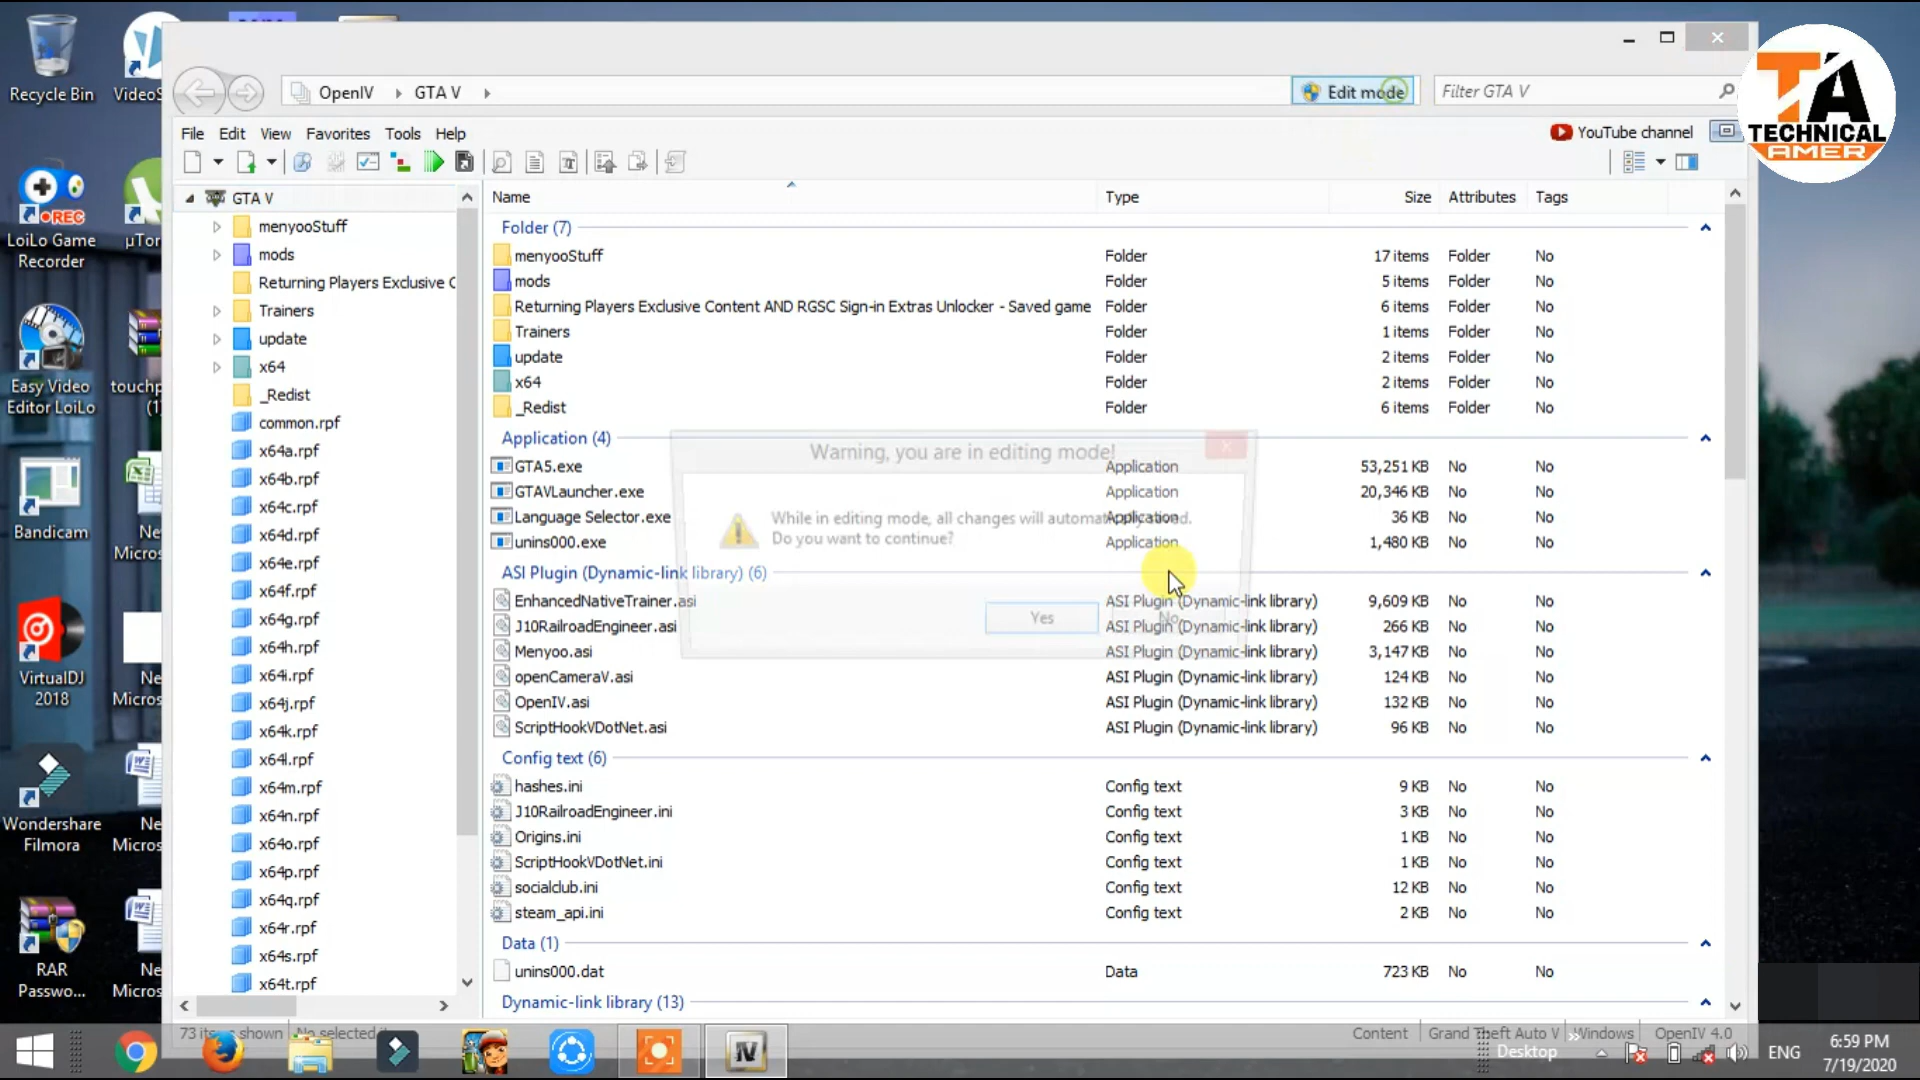 Recycle Bin
VideoS
OpenIV
GTA V
Edit mode
Filter GTA V
TA
TECHNICAL
AMER
File Edit View Favorites Tools Help
YouTube channel
GTA V
menyooStuff
mods
Returning Players Exclusive C
Trainers
update
x64
_Redist
common.rpf
x64a.rpf
x64b.rpf
x64c.rpf
x64d.rpf
x64e.rpf
x64f.rpf
x64g.rpf
x64h.rpf
x64i.rpf
x64j.rpf
x64k.rpf
x64l.rpf
x64m.rpf
x64n.rpf
x64o.rpf
x64p.rpf
x64q.rpf
x64r.rpf
x64s.rpf
x64t.rpf
Name Type Size Attributes Tags
Folder (7)
menyooStuff Folder 17 items Folder No
mods Folder 5 items Folder No
Returning Players Exclusive Content AND RGSC Sign-in Extras Unlocker - Saved game Folder 6 items Folder No
Trainers Folder 1 items Folder No
update Folder 2 items Folder No
x64 Folder 2 items Folder No
_Redist Folder 6 items Folder No
Application (4)
GTA5.exe Application 53,251 KB No No
GTAVLauncher.exe Application 20,346 KB No No
Language Selector.exe Application 36 KB No No
unins000.exe Application 1,480 KB No No
ASI Plugin (Dynamic-link library) (6)
EnhancedNativeTrainer.asi ASI Plugin (Dynamic-link library) 9,609 KB No No
J10RailroadEngineer.asi ASI Plugin (Dynamic-link library) 266 KB No No
Menyoo.asi ASI Plugin (Dynamic-link library) 3,147 KB No No
openCameraV.asi ASI Plugin (Dynamic-link library) 124 KB No No
OpenIV.asi ASI Plugin (Dynamic-link library) 132 KB No No
ScriptHookVDotNet.asi ASI Plugin (Dynamic-link library) 96 KB No No
Config text (6)
hashes.ini Config text 9 KB No No
J10RailroadEngineer.ini Config text 3 KB No No
Origins.ini Config text 1 KB No No
ScriptHookVDotNet.ini Config text 1 KB No No
socialclub.ini Config text 12 KB No No
steam_api.ini Config text 2 KB No No
Data (1)
unins000.dat Data 723 KB No No
Dynamic-link library (13)
Warning, you are in editing mode!
While in editing mode, all changes will
Do you want to continue?
Yes
No
LoiLo Game
Recorder
REC
µTor
Easy Video
Editor LoiLo
touchp
(1)
Bandicam
Ne
Micros
VirtualDJ
2018
Ne
Micros
Wondershare
Filmora
Ne
Micros
RAR
Passwo...
Ne
Micros
shown
Content
Grand Theft Auto V
Windows
OpenIV 4.0
IV
Desktop
ENG
6:59 PM
7/19/2020